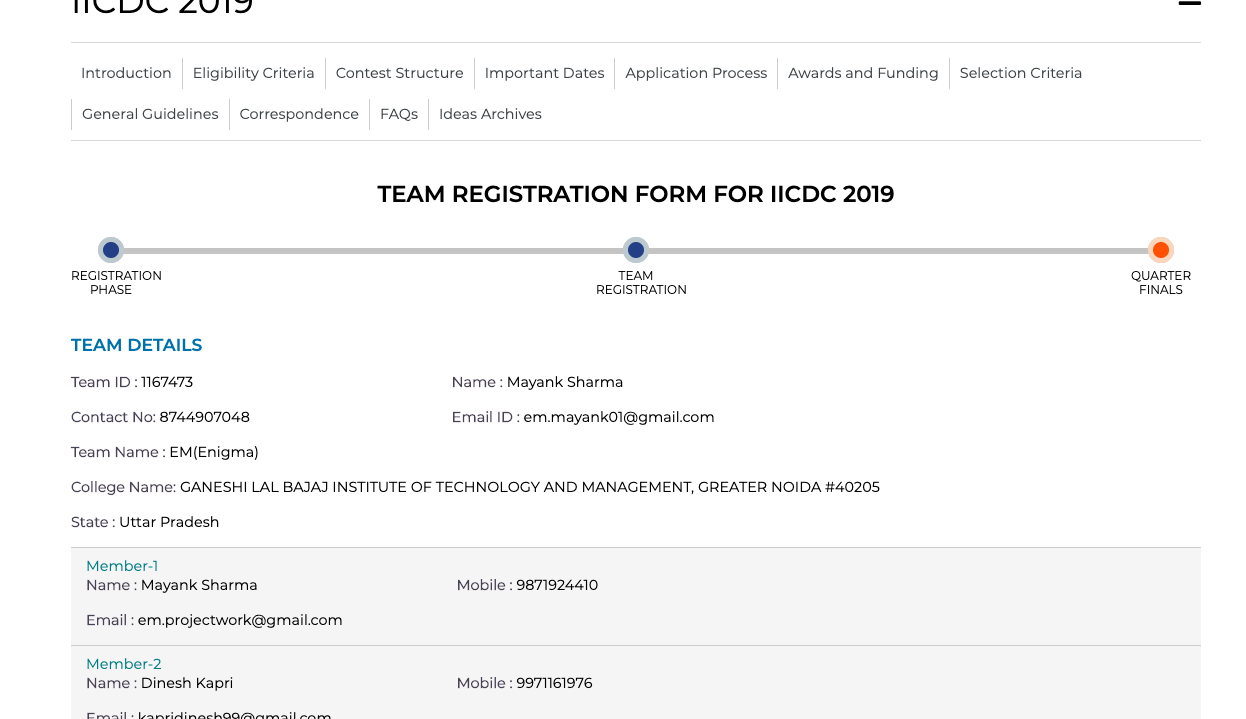 IICDC 2019
Introduction Eligibility Criteria Contest Structure Important Dates Application Process Awards and Funding Selection Criteria
General Guidelines Correspondence FAQs Ideas Archives
TEAM REGISTRATION FORM FOR IICDC 2019
REGISTRATION PHASE
TEAM REGISTRATION
QUARTER FINALS
TEAM DETAILS
Team ID : 1167473 Name : Mayank Sharma
Contact No: 8744907048 Email ID : em.mayank01@gmail.com
Team Name : EM(Enigma)
College Name: GANESHI LAL BAJAJ INSTITUTE OF TECHNOLOGY AND MANAGEMENT, GREATER NOIDA #40205
State : Uttar Pradesh
Member-1
Name : Mayank Sharma Mobile : 9871924410
Email : em.projectwork@gmail.com
Member-2
Name : Dinesh Kapri Mobile : 9971161976
Email : kapridinesh99@gmail.com